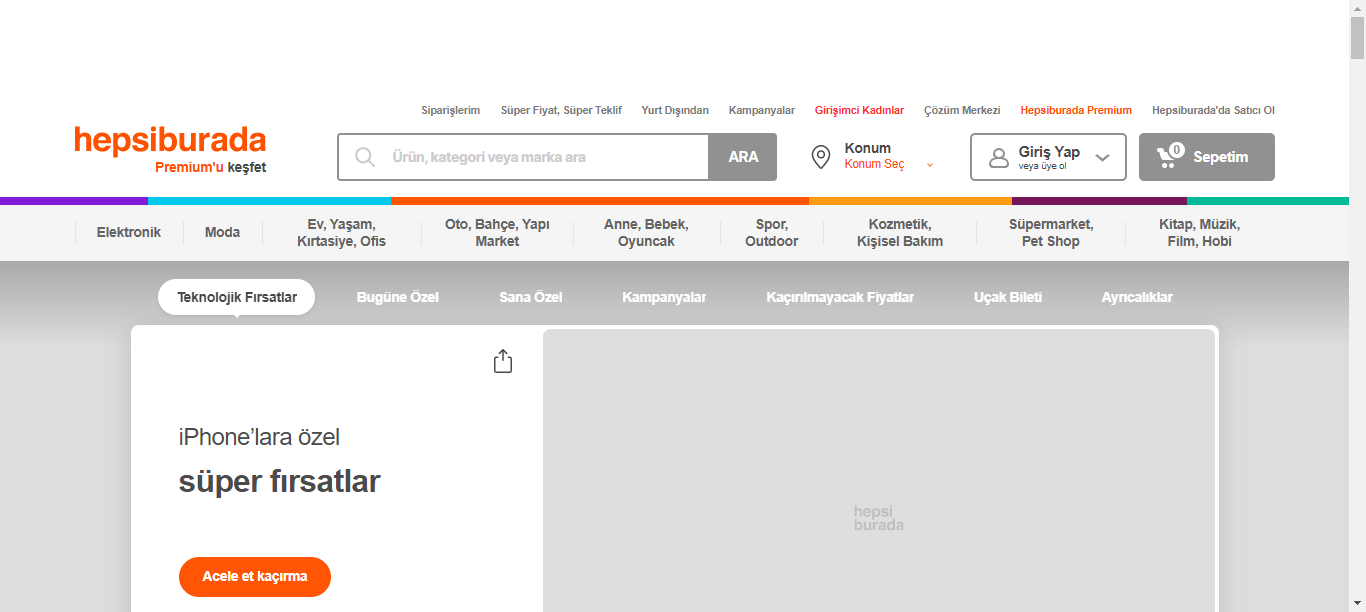 Siparişlerim Süper Fiyat, Süper Teklif Yurt Dışından Kampanyalar Girişimci Kadınlar Çözüm Merkezi Hepsiburada Premium Hepsiburada'da Satıcı Ol
hepsiburada
Premium'u keşfet
Ürün, kategori veya marka ara
ARA
Konum
Konum Seç
Giriş Yap
veya üye ol
0
Sepetim
Elektronik
Moda
Ev, Yaşam,
Kırtasiye, Ofis
Oto, Bahçe, Yapı
Market
Anne, Bebek,
Oyuncak
Spor,
Outdoor
Kozmetik,
Kişisel Bakım
Süpermarket,
Pet Shop
Kitap, Müzik,
Film, Hobi
Teknolojik Fırsatlar Bugüne Özel Sana Özel Kampanyalar Kaçırılmayacak Fiyatlar Uçak Bileti Ayrıcalıklar
iPhone’lara özel
süper fırsatlar
Acele et kaçırma
hepsi
burada